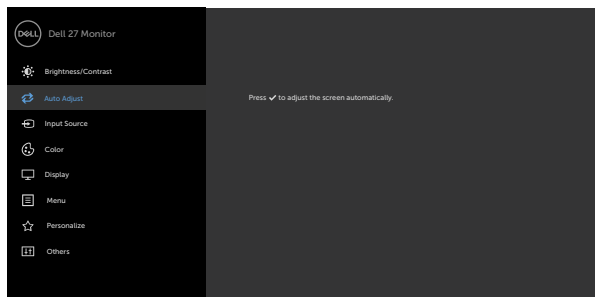 DELL
Dell 27 Monitor
Brightness/Contrast
Auto Adjust
Press ✓ to adjust the screen automatically.
Input Source
Color
Display
Menu
Personalize
Others